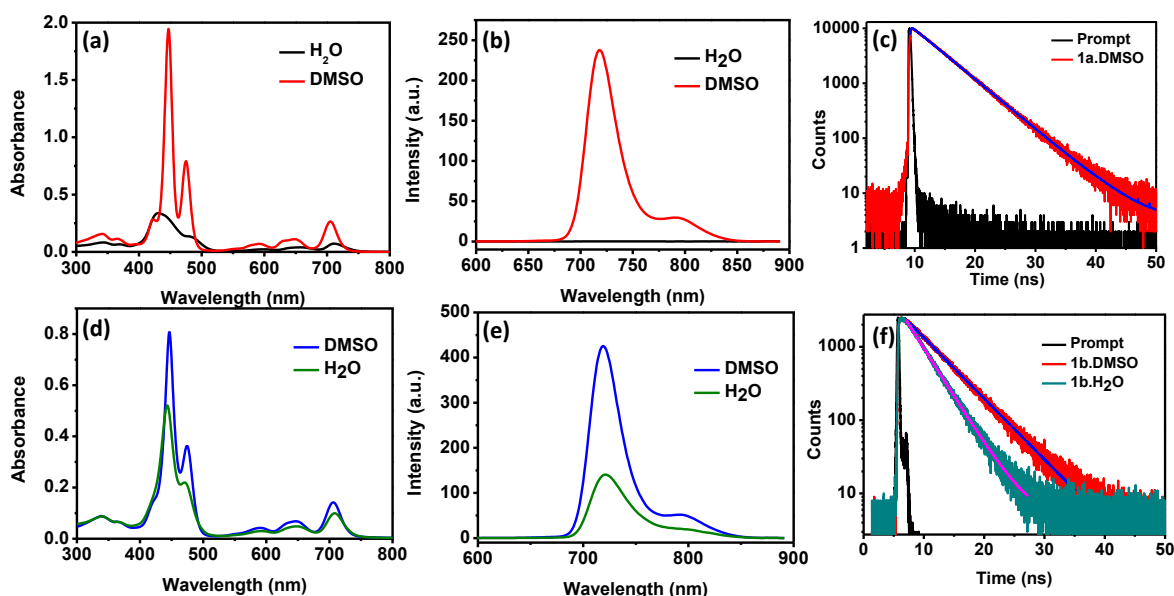 (a)
H₂O
DMSO
Absorbance
2.0
1.5
1.0
0.5
0.0
300 400 500 600 700 800
Wavelength (nm)
(b)
H₂O
DMSO
Intensity (a.u.)
250
200
150
100
50
0
600 650 700 750 800 850 900
Wavelength (nm)
(c)
Prompt
1a.DMSO
Counts
10000
1000
100
10
1
10 20 30 40 50
Time (ns)
(d)
DMSO
H₂O
Absorbance
0.8
0.6
0.4
0.2
0.0
300 400 500 600 700 800
Wavelength (nm)
(e)
DMSO
H₂O
Intensity (a.u.)
500
400
300
200
100
0
600 700 800 900
Wavelength (nm)
(f)
Prompt
1b.DMSO
1b.H₂O
Counts
1000
100
10
0 10 20 30 40 50
Time (ns)